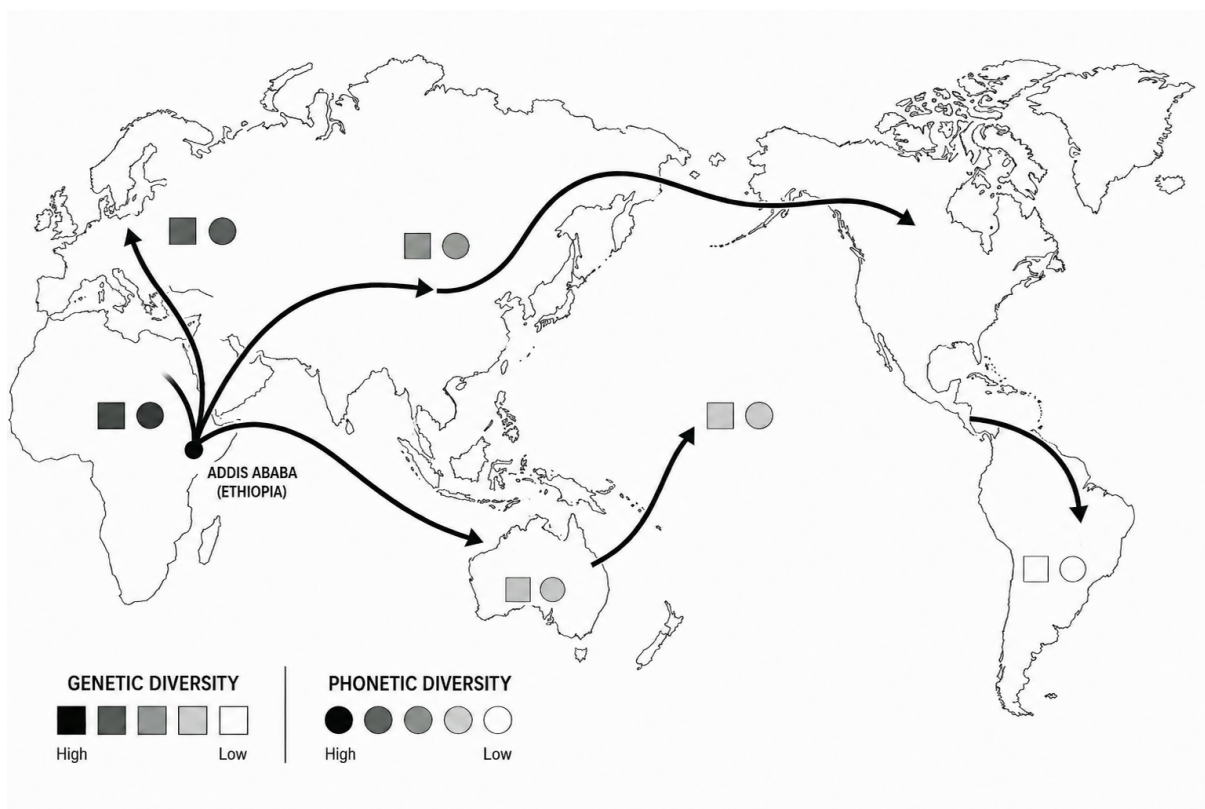 ADDIS ABABA
(ETHIOPIA)
GENETIC DIVERSITY
High
Low
PHONETIC DIVERSITY
High
Low